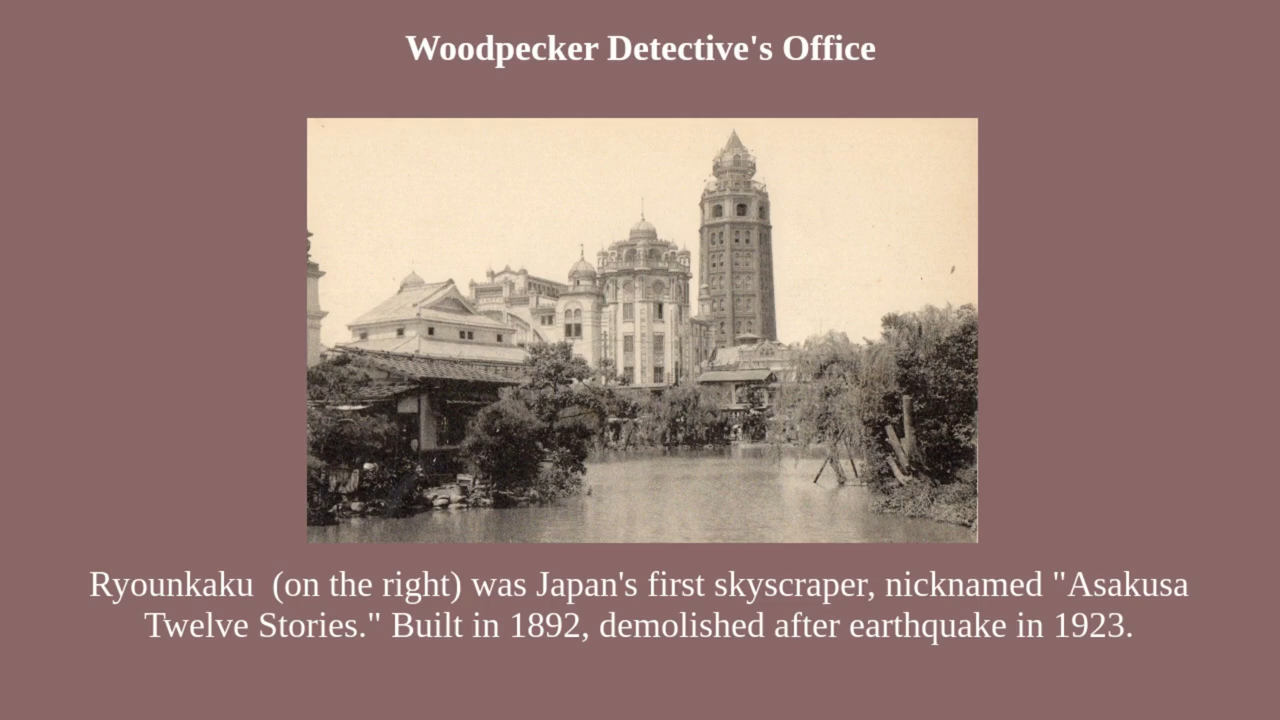 Woodpecker Detective's Office
Ryounkaku  (on the right) was Japan's first skyscraper, nicknamed "Asakusa
Twelve Stories." Built in 1892, demolished after earthquake in 1923.